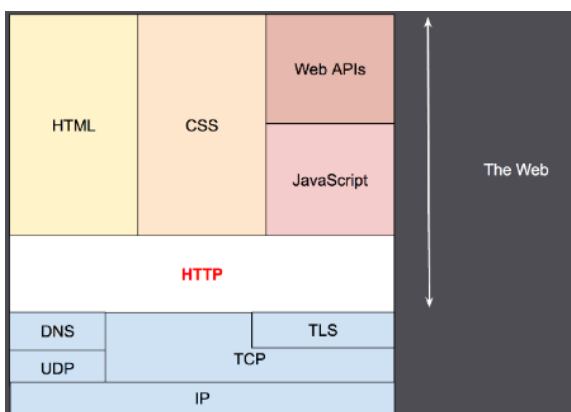 Web APIs
HTML
CSS
The Web
JavaScript
HTTP
DNS
TLS
TCP
UDP
IP